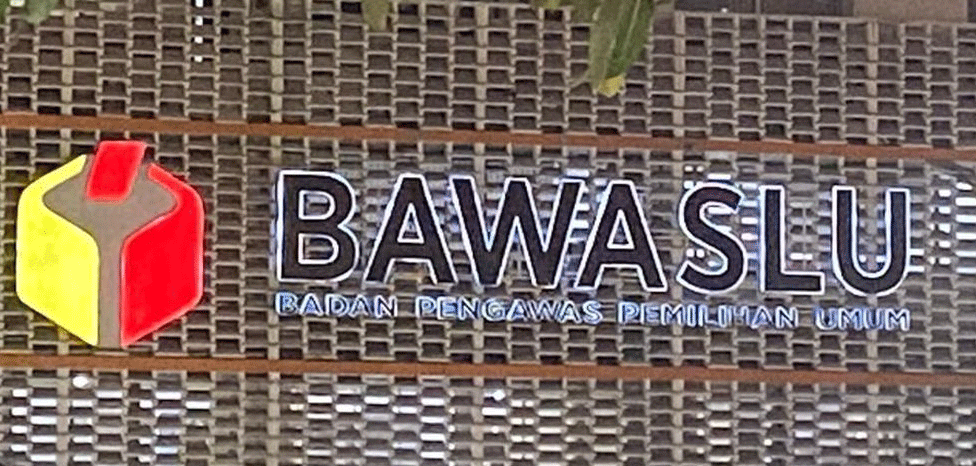 BAWASLU
BADAN PENGAWAS PEMILIHAN UMUM